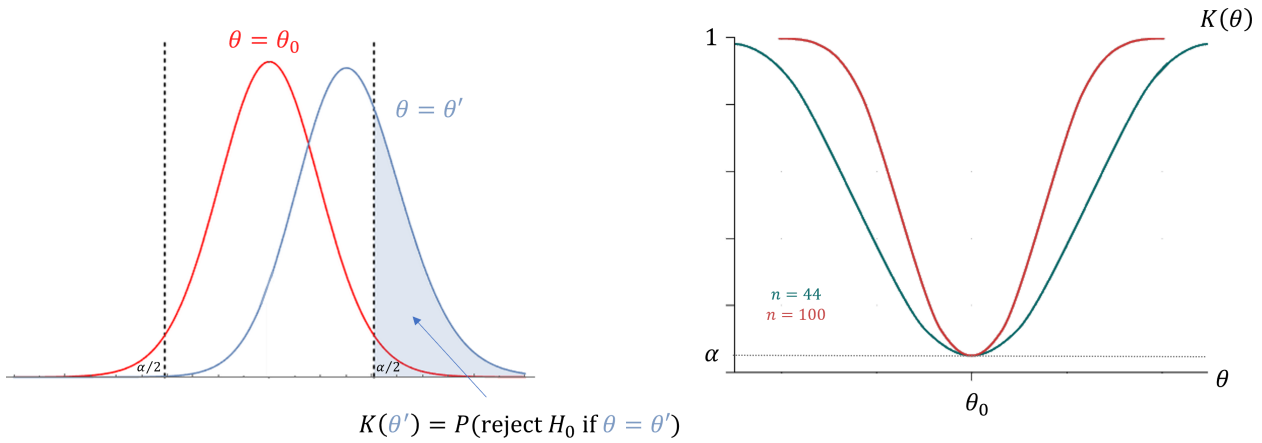 θ = θ₀
θ = θ′
α/2
α/2
K(θ′) = P(reject H₀ if θ = θ′)
K(θ)
1
n = 44
n = 100
α
θ
θ₀